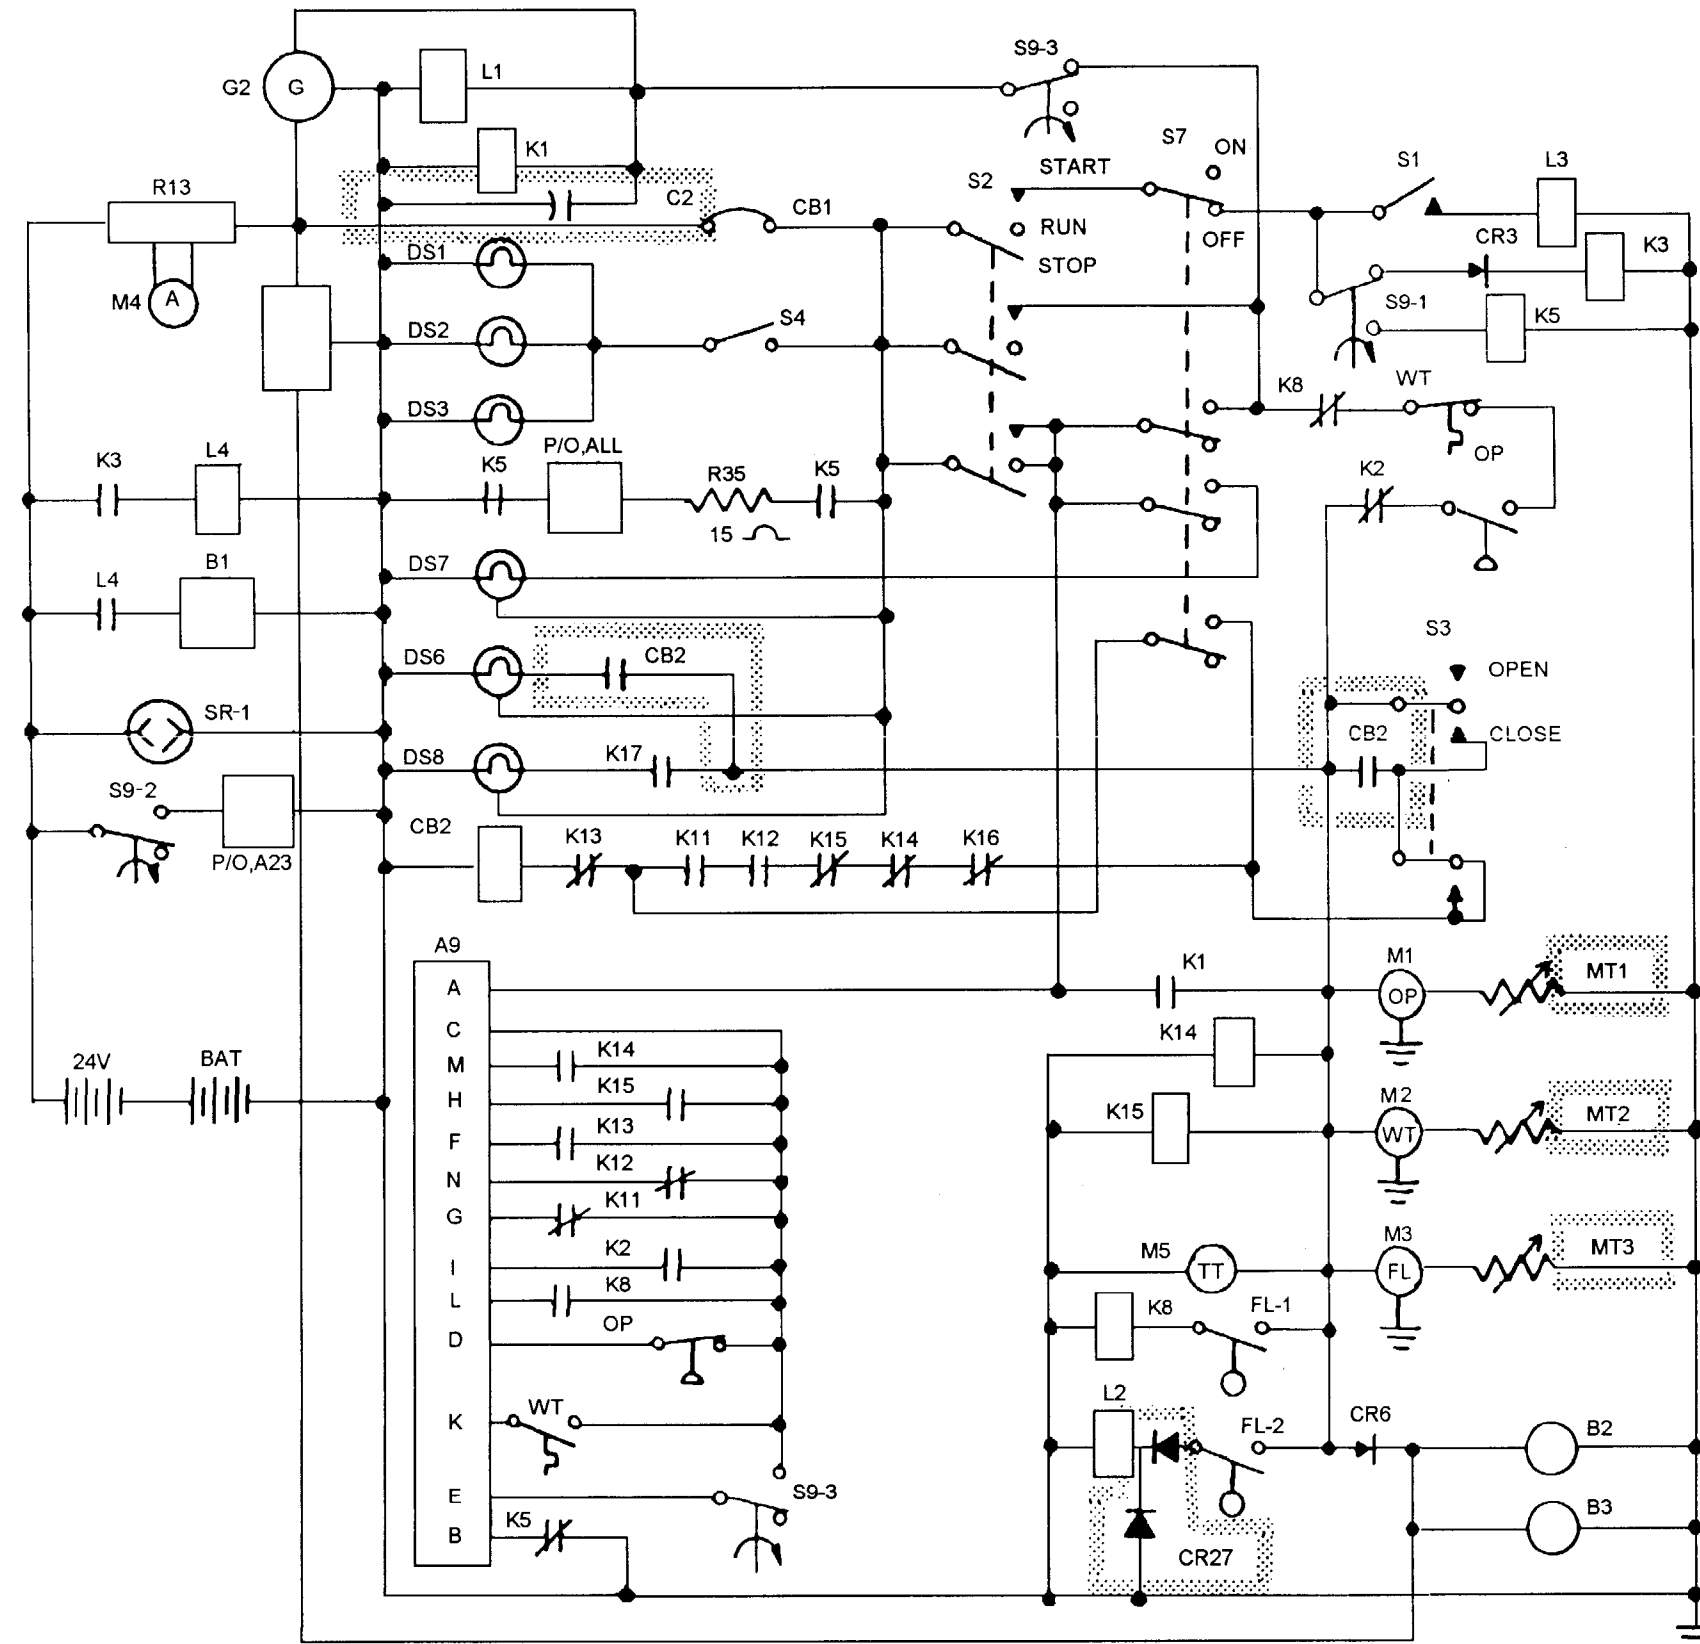 S9-3
G2
G
L1
S7
ON
K1
START
S1
L3
R13
C2
S2
CB1
RUN
OFF
CR3
K3
DS1
STOP
M4
A
S9-1
K5
DS2
S4
K8
WT
DS3
P/O,ALL
OP
K3
L4
K5
R35
K5
K2
15
L4
B1
DS7
S3
DS6
CB2
OPEN
SR-1
CB2
CLOSE
DS8
K17
S9-2
CB2
K13
K11
K12
K15
K14
K16
P/O,A23
A9
M1
MT1
A
K1
OP
C
K14
K14
24V
BAT
M
K15
H
K15
M2
MT2
K13
F
WT
K12
N
K11
G
M3
MT3
K2
M5
I
TT
FL
K8
L
K8
FL-1
OP
D
L2
WT
K
FL-2
CR6
B2
E
S9-3
K5
B
CR27
B3